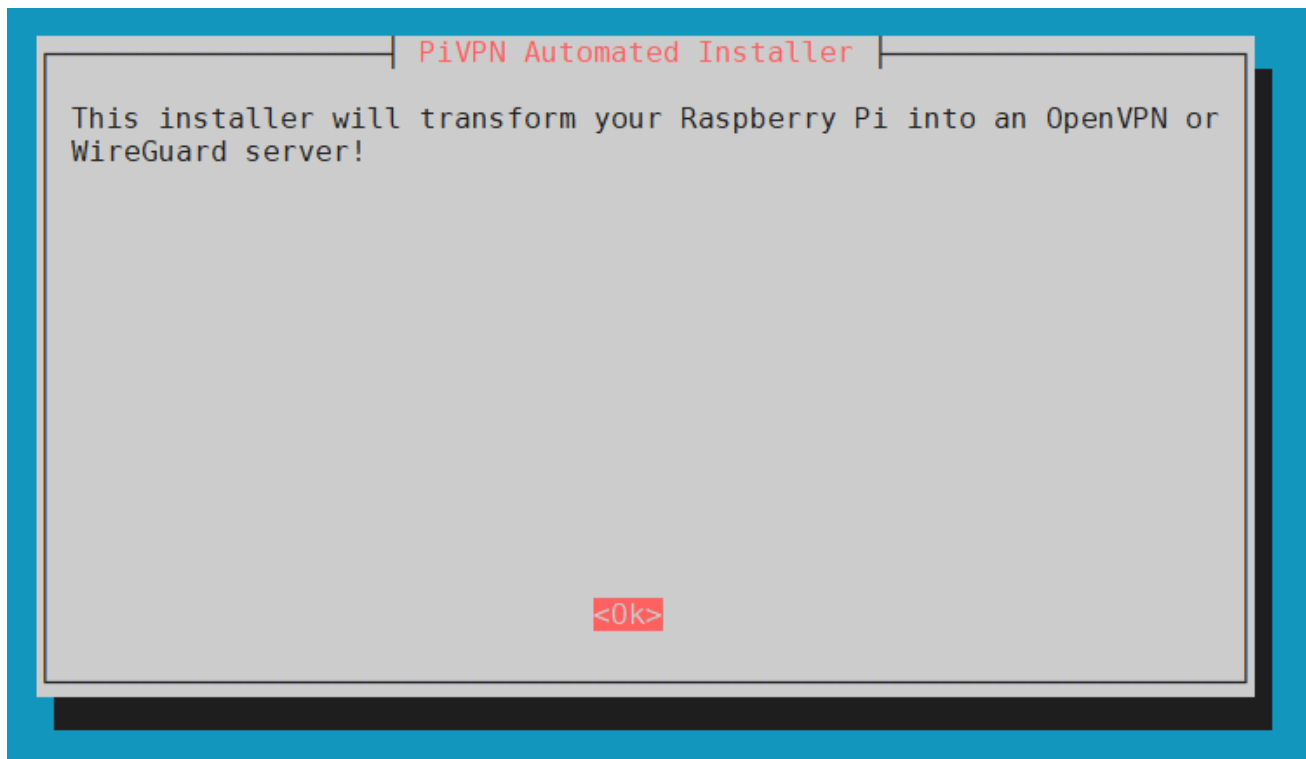 PiVPN Automated Installer
This installer will transform your Raspberry Pi into an OpenVPN or
WireGuard server!
<Ok>